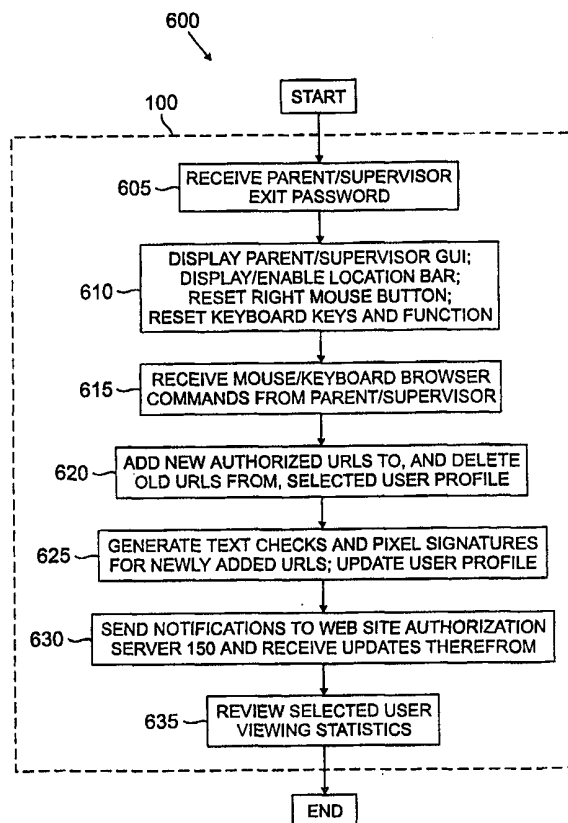 600
START
100
605
RECEIVE PARENT/SUPERVISOR
EXIT PASSWORD
610
DISPLAY PARENT/SUPERVISOR GUI;
DISPLAY/ENABLE LOCATION BAR;
RESET RIGHT MOUSE BUTTON;
RESET KEYBOARD KEYS AND FUNCTION
615
RECEIVE MOUSE/KEYBOARD BROWSER
COMMANDS FROM PARENT/SUPERVISOR
620
ADD NEW AUTHORIZED URLS TO, AND DELETE
OLD URLS FROM, SELECTED USER PROFILE
625
GENERATE TEXT CHECKS AND PIXEL SIGNATURES
FOR NEWLY ADDED URLS; UPDATE USER PROFILE
630
SEND NOTIFICATIONS TO WEB SITE AUTHORIZATION
SERVER 150 AND RECEIVE UPDATES THEREFROM
635
REVIEW SELECTED USER
VIEWING STATISTICS
END